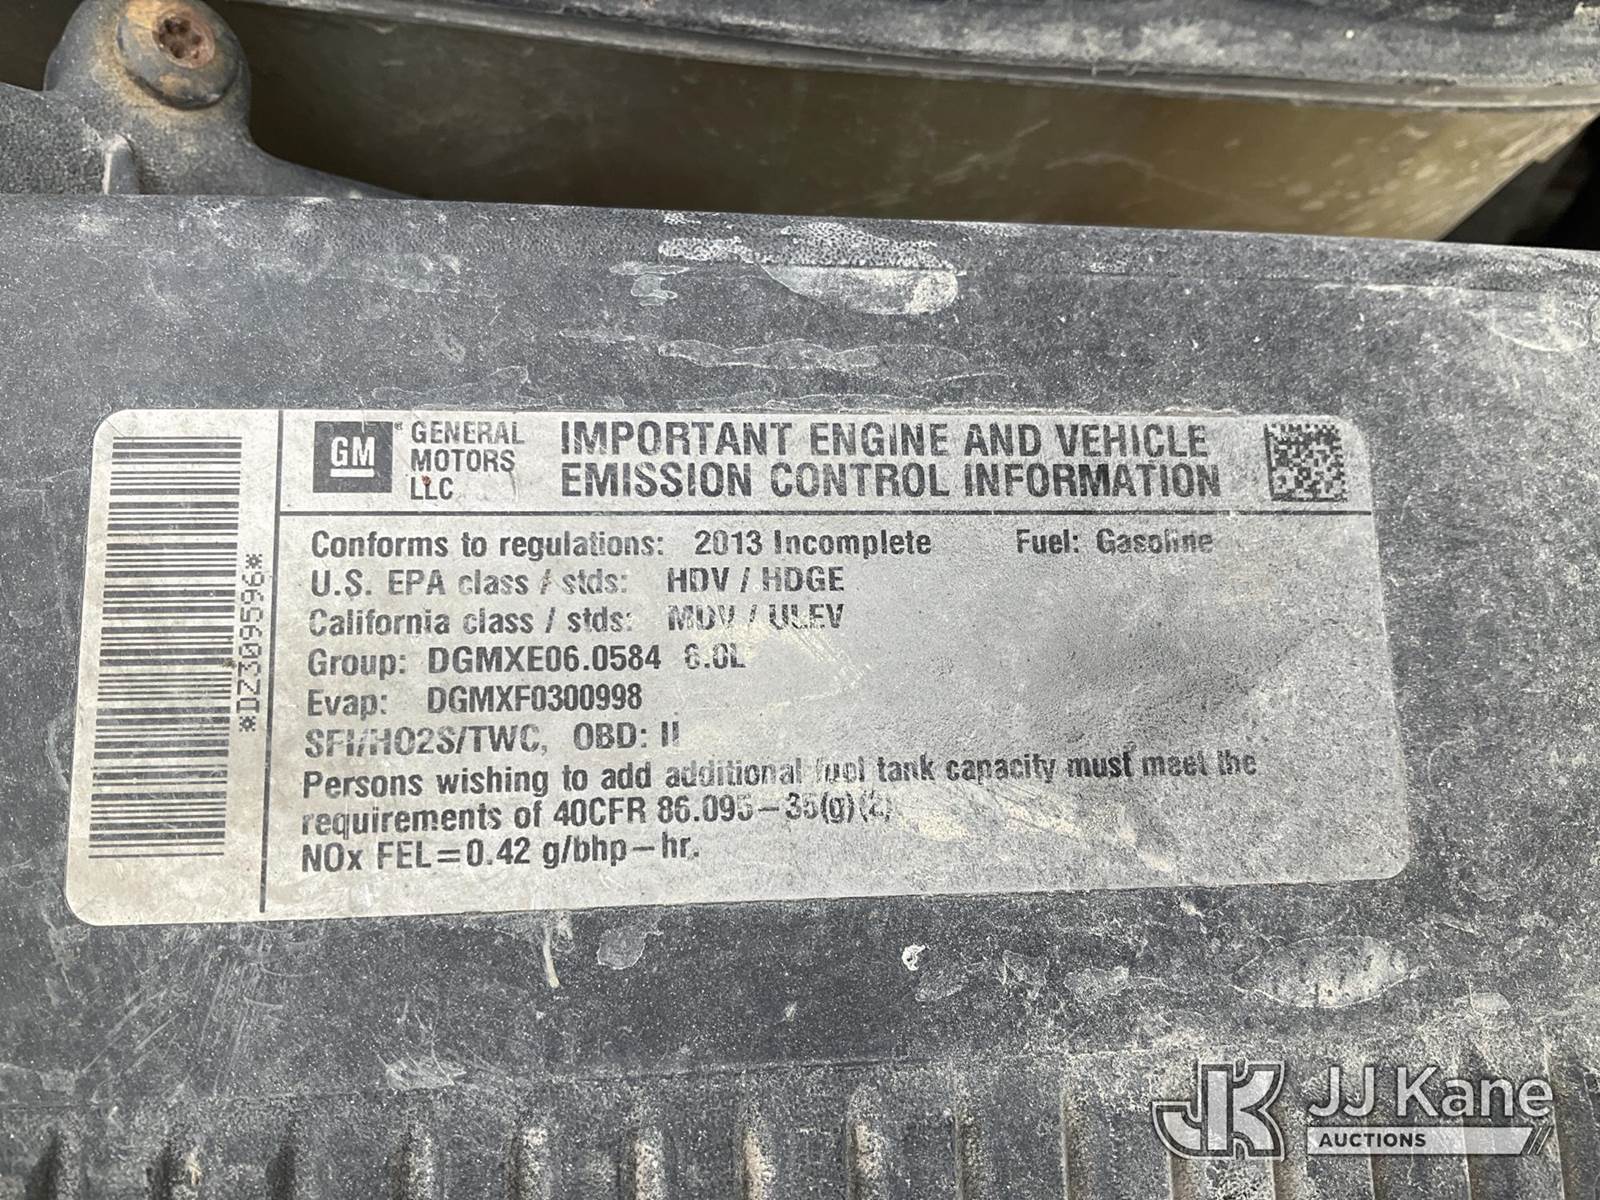 GM
GENERAL
MOTORS
LLC
IMPORTANT ENGINE AND VEHICLE
EMISSION CONTROL INFORMATION
Conforms to regulations: 2013 Incomplete Fuel: Gasoline
U.S. EPA class / stds: HDV / HDGE
California class / stds: MDV / ULEV
Group: DGMXE06.0584 6.0L
Evap: DGMXF0300998
SFI/HO2S/TWC, OBD: II
Persons wishing to add additional fuel tank capacity must meet the
requirements of 40CFR 86.095-35(g)(2)
NOx FEL=0.42 g/bhp-hr.
*DZ309596*
JK JJ Kane
AUCTIONS